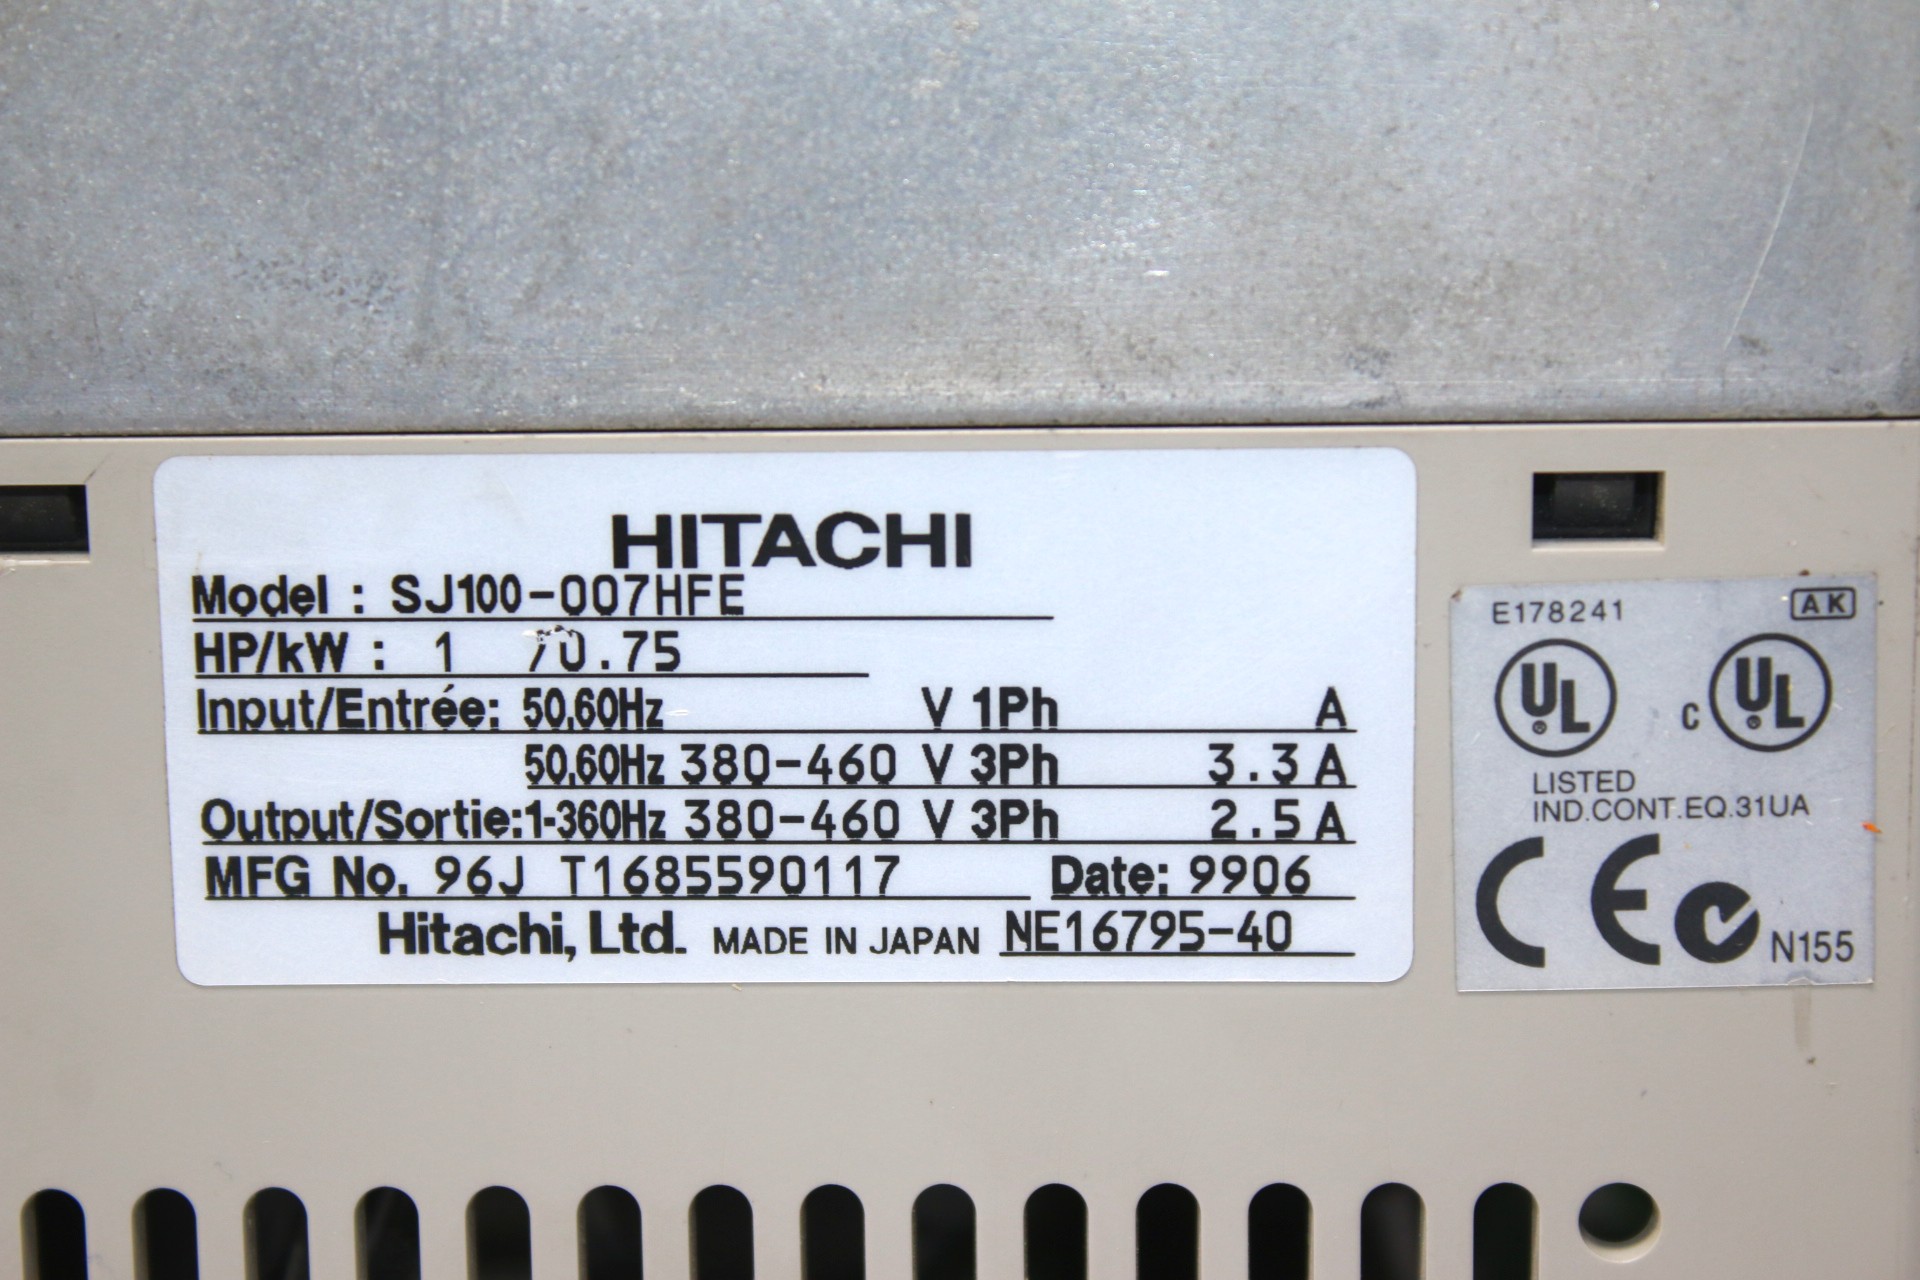 HITACHI
Model : SJ100-007HFE
HP/kW : 1 /0.75
Input/Entrée: 50,60Hz V 1Ph A
50,60Hz 380-460 V 3Ph 3.3 A
Output/Sortie:1-360Hz 380-460 V 3Ph 2.5 A
MFG No. 96J T1685590117 Date: 9906
Hitachi, Ltd. MADE IN JAPAN NE16795-40
E178241 AK
UL ® C UL ®
LISTED
IND.CONT.EQ.31UA
CE N155